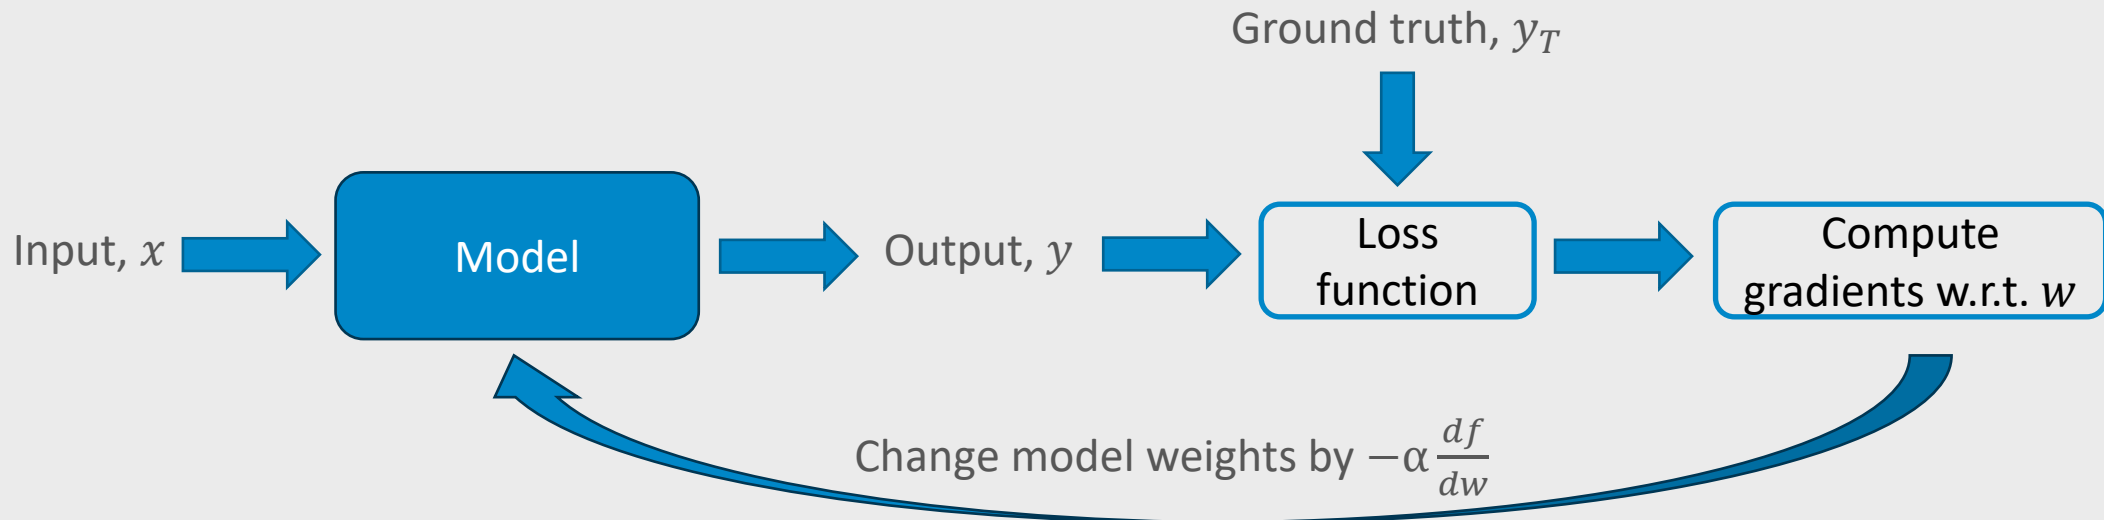 Ground truth, y_T
Input, x
Model
Output, y
Loss
function
Compute
gradients w.r.t. w
Change model weights by −α df/dw